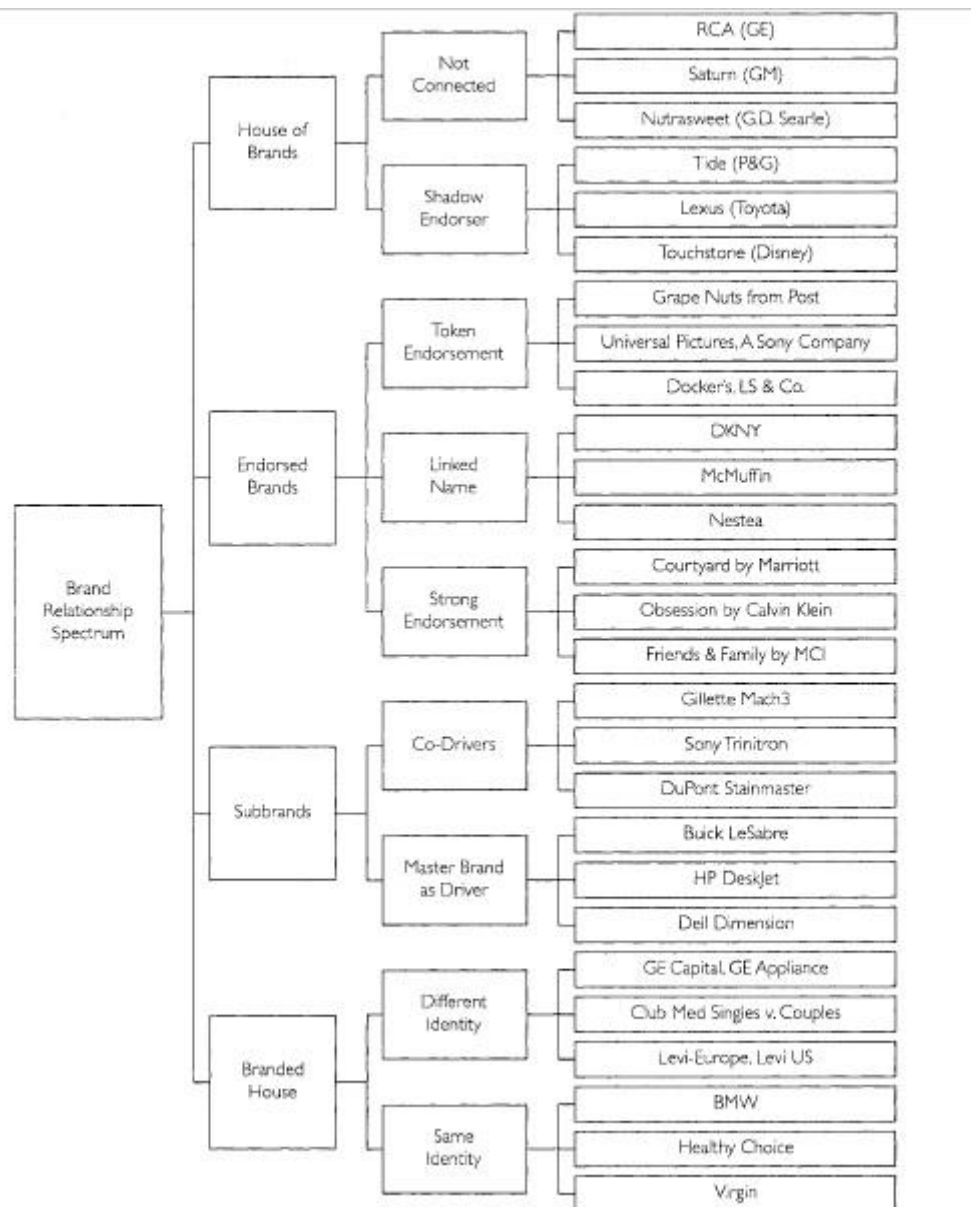 RCA (GE)
Not
Connected
Saturn (GM)
House of
Brands
Nutrasweet (G.D. Searle)
Tide (P&G)
Shadow
Endorser
Lexus (Toyota)
Touchstone (Disney)
Grape Nuts from Post
Token
Endorsement
Universal Pictures, A Sony Company
Docker's, LS & Co.
DKNY
Endorsed
Brands
Linked
Name
McMuffin
Nestea
Courtyard by Marriott
Brand
Relationship
Spectrum
Strong
Endorsement
Obsession by Calvin Klein
Friends & Family by MCI
Gillette Mach3
Co-Drivers
Sony Trinitron
DuPont Stainmaster
Subbrands
Buick LeSabre
Master Brand
as Driver
HP DeskJet
Dell Dimension
GE Capital, GE Appliance
Different
Identity
Club Med Singles v. Couples
Levi-Europe, Levi US
Branded
House
BMW
Same
Identity
Healthy Choice
Virgin